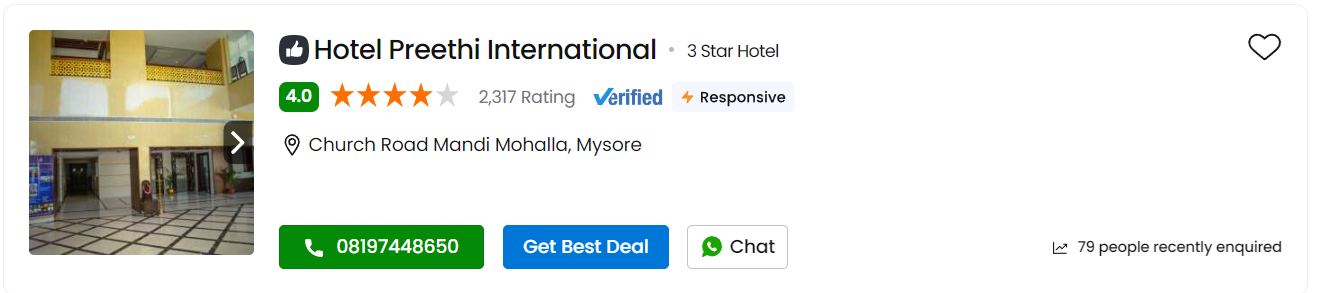 Hotel Preethi International • 3 Star Hotel
4.0 2,317 Rating Verified Responsive
Church Road Mandi Mohalla, Mysore
08197448650 Get Best Deal Chat 79 people recently enquired